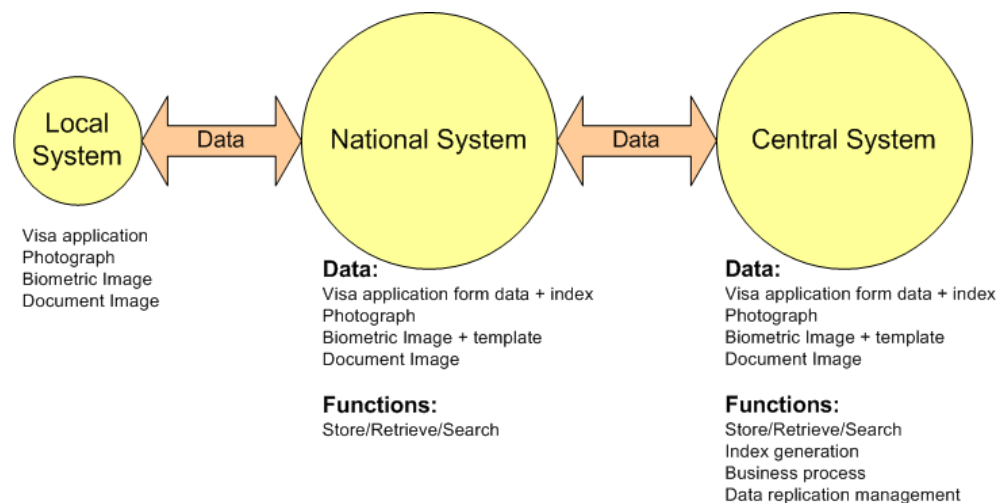 Local
System
Data
National System
Data
Central System
Visa application
Photograph
Biometric Image
Document Image
Data:
Visa application form data + index
Photograph
Biometric Image + template
Document Image
Functions:
Store/Retrieve/Search
Data:
Visa application form data + index
Photograph
Biometric Image + template
Document Image
Functions:
Store/Retrieve/Search
Index generation
Business process
Data replication management